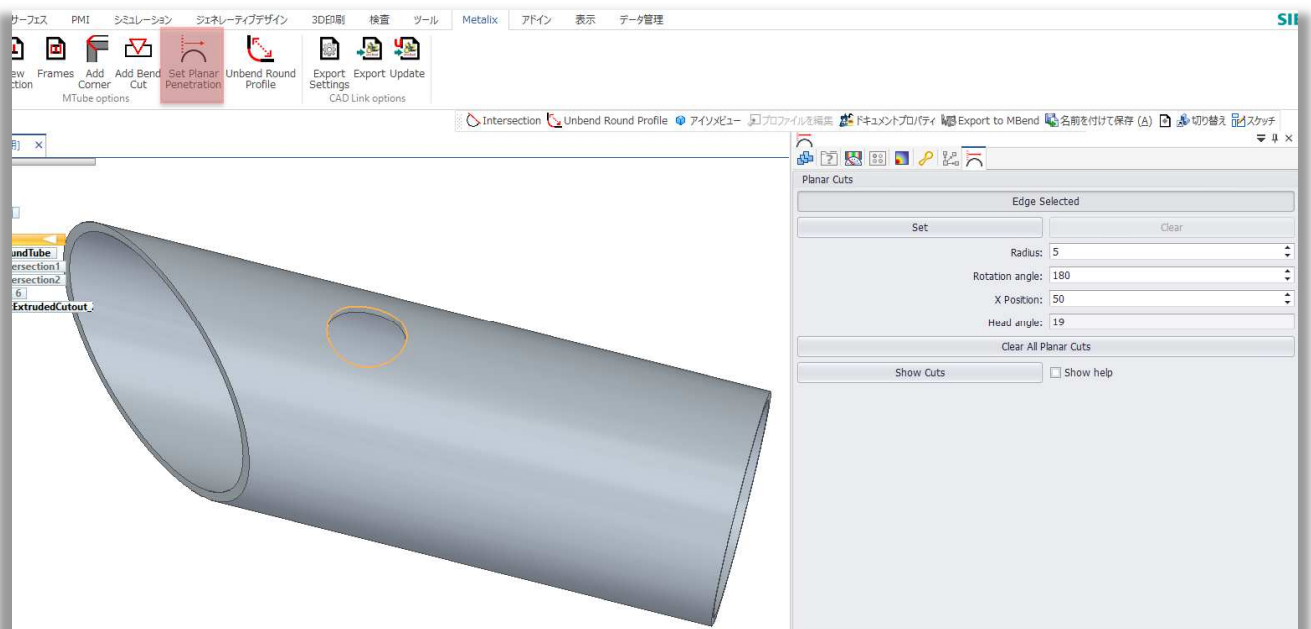 サーフェス PMI シミュレーション ジェネレーティブデザイン 3D印刷 検査 ツール Metalix アドイン 表示 データ管理
Frames Add Corner Add Bend Cut Set Planar Penetration Unbend Round Profile Export Settings Export Update
MTube options CAD Link options
Intersection Unbend Round Profile アイソメビュー プロファイルを編集 ドキュメントプロパティ Export to MBend 名前を付けて保存 (A) 切り替え スケッチ
Planar Cuts
Edge Selected
Set Clear
Radius: 5
Rotation angle: 180
X Position: 50
Head angle: 19
Clear All Planar Cuts
Show Cuts Show help
undTube
ersection1
ersection2
6
ExtrudedCutout_